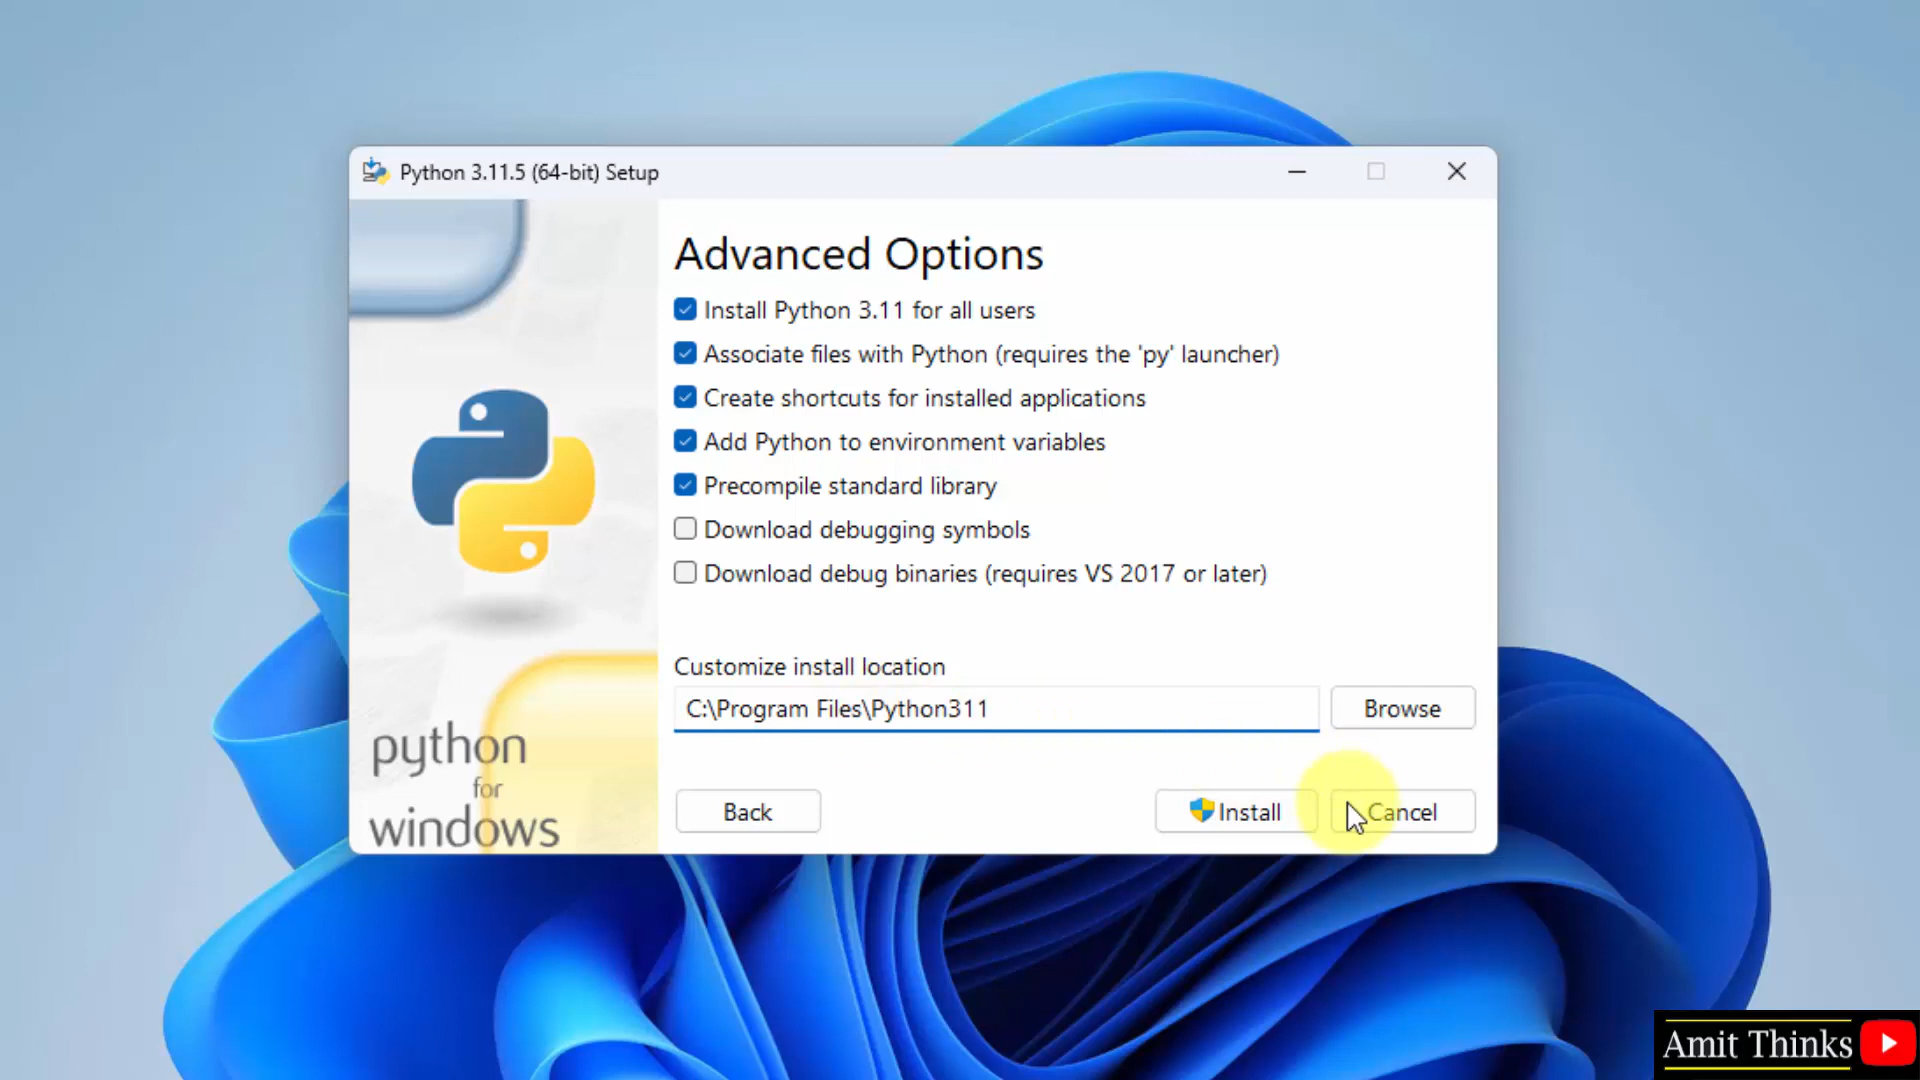 Python 3.11.5 (64-bit) Setup
Advanced Options
Install Python 3.11 for all users
Associate files with Python (requires the 'py' launcher)
Create shortcuts for installed applications
Add Python to environment variables
Precompile standard library
Download debugging symbols
Download debug binaries (requires VS 2017 or later)
Customize install location
C:\Program Files\Python311
Browse
python
for
windows
Back
Install
Cancel
Amit Thinks